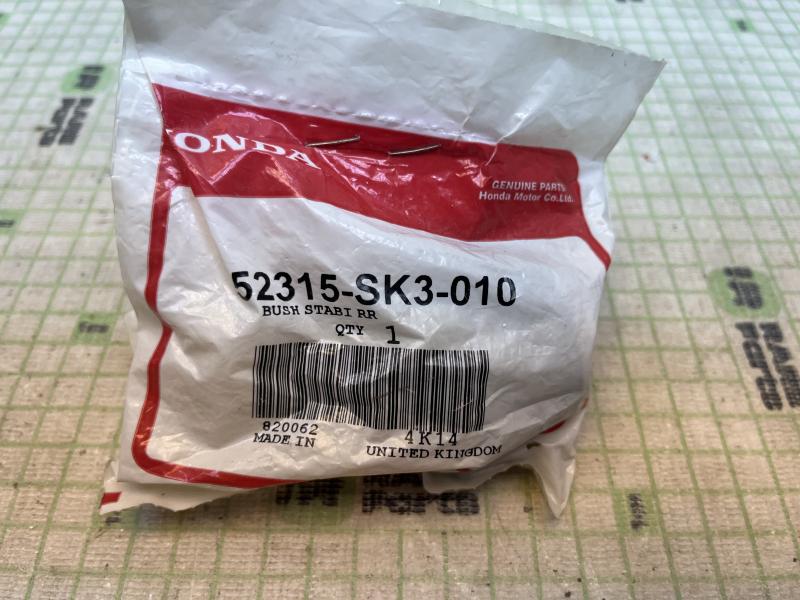 HONDA
GENUINE PARTS
Honda Motor Co.,Ltd.
52315-SK3-010
BUSH STABI RR
QTY 1
820062 4K14
MADE IN UNITED KINGDOM